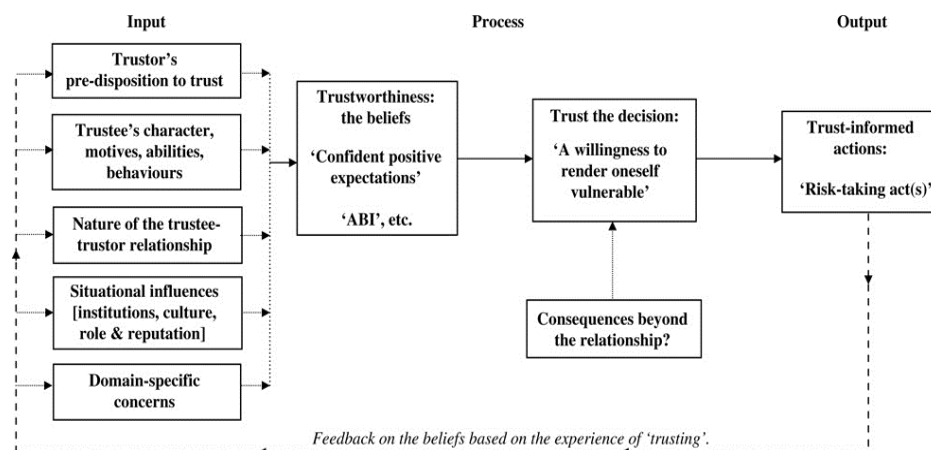 Input
Process
Output
Trustor's
pre-disposition to trust
Trustee's character,
motives, abilities,
behaviours
Nature of the trustee-
trustor relationship
Situational influences
[institutions, culture,
role & reputation]
Domain-specific
concerns
Trustworthiness:
the beliefs
'Confident positive
expectations'
'ABI', etc.
Trust the decision:
'A willingness to
render oneself
vulnerable'
Consequences beyond
the relationship?
Trust-informed
actions:
'Risk-taking act(s)'
Feedback on the beliefs based on the experience of 'trusting'.